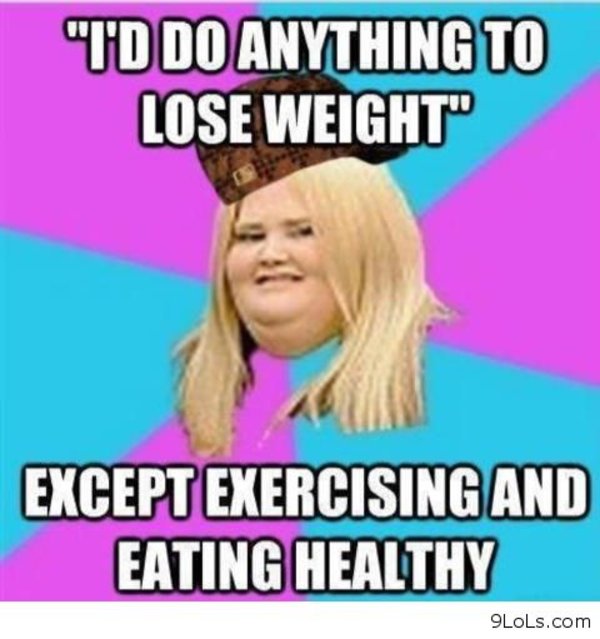 "I'D DO ANYTHING TO
LOSE WEIGHT"
EXCEPT EXERCISING AND
EATING HEALTHY
9LoLs.com